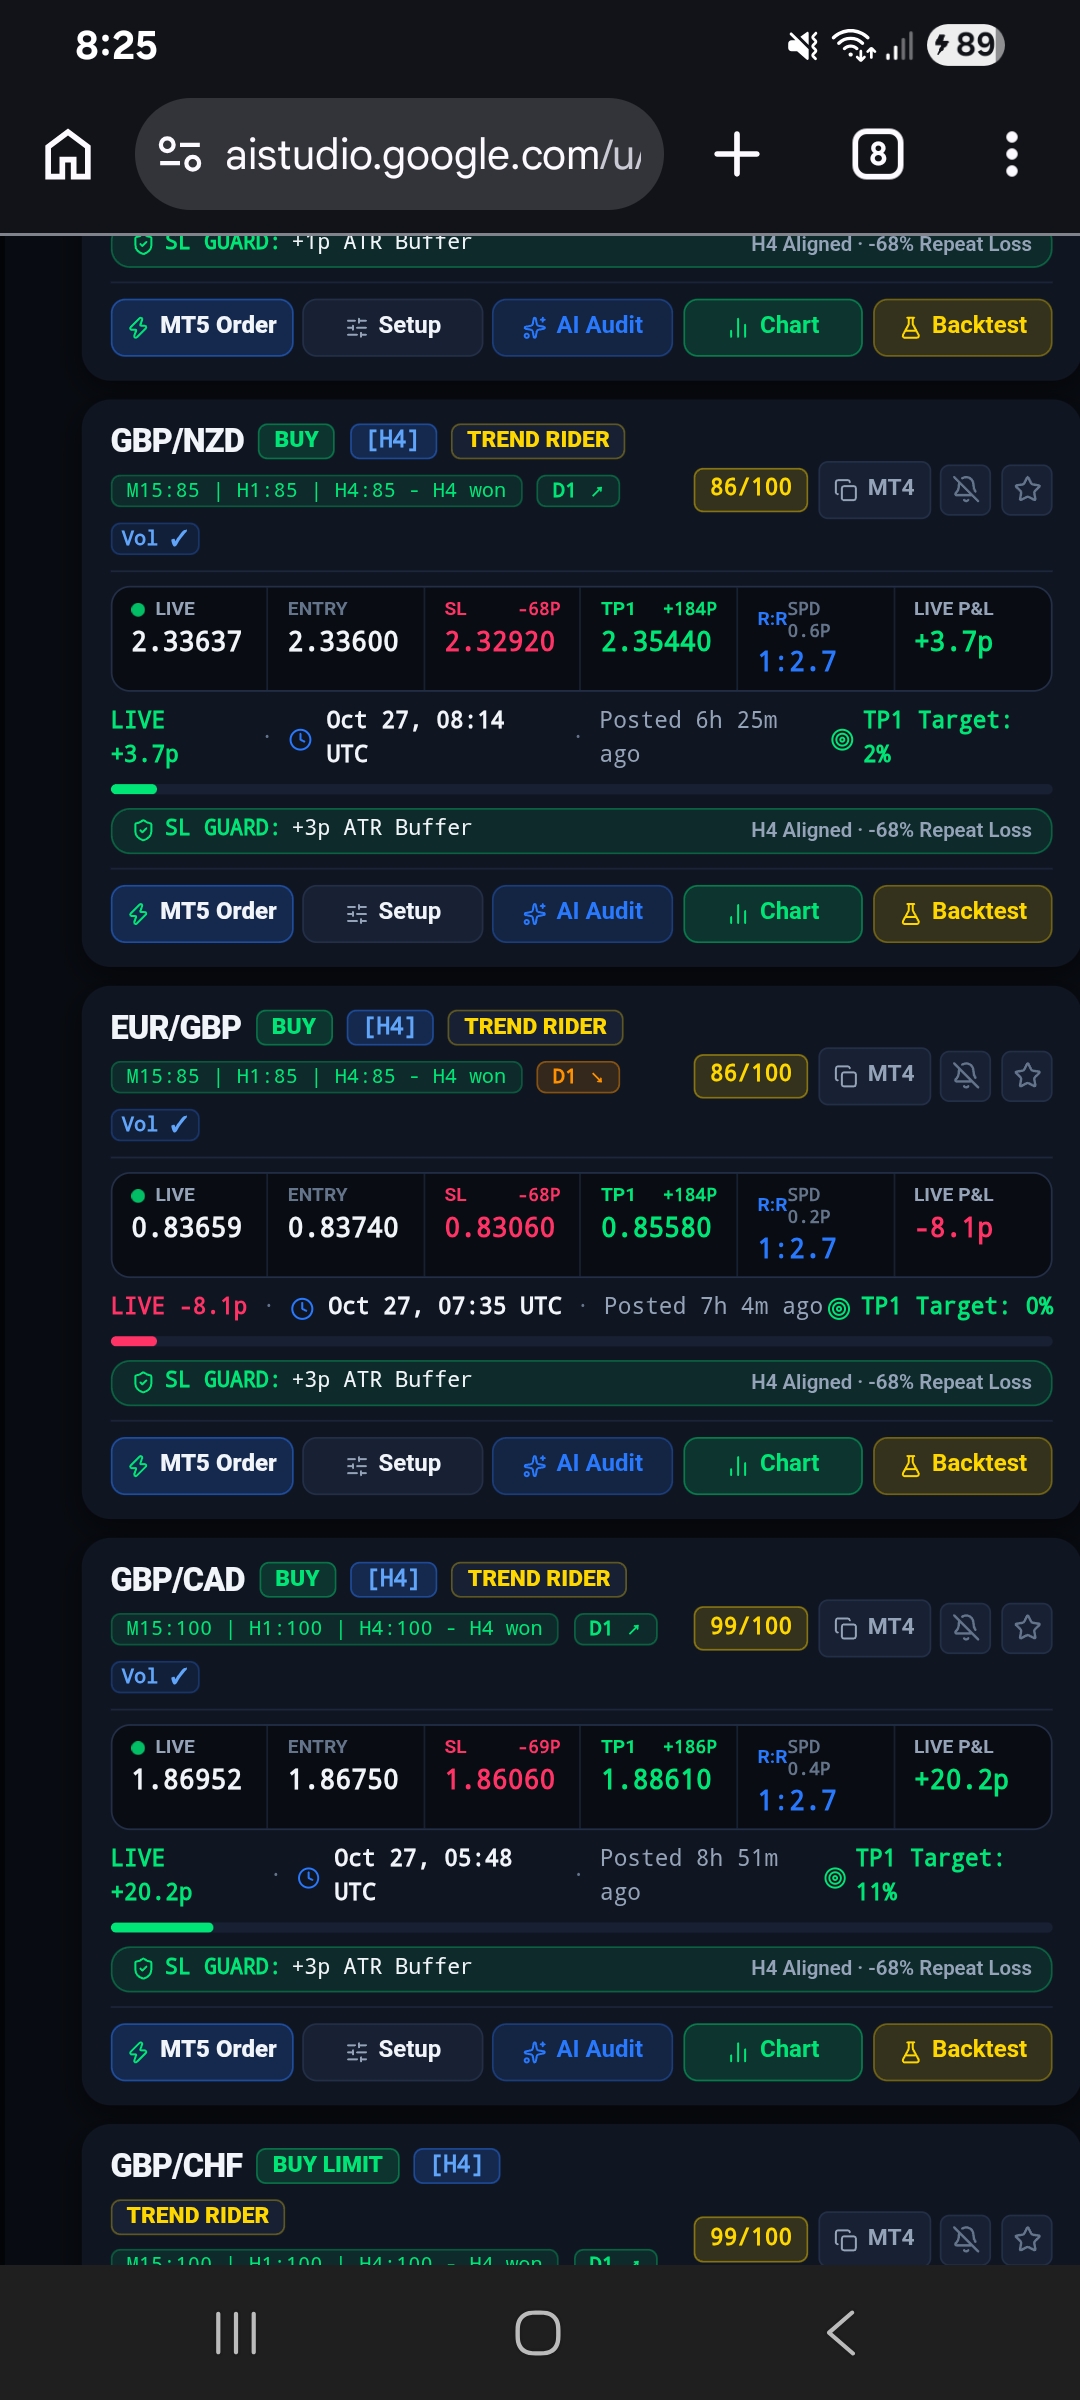 8:25
89
aistudio.google.com/u/
8
SL GUARD: +1p ATR Buffer
H4 Aligned · -68% Repeat Loss
MT5 Order
Setup
AI Audit
Chart
Backtest
GBP/NZD BUY [H4] TREND RIDER
M15:85 | H1:85 | H4:85 - H4 won D1 ↗
86/100 MT4
Vol ✓
LIVE
2.33637
ENTRY
2.33600
SL -68P
2.32920
TP1 +184P
2.35440
R:R SPD 0.6P
1:2.7
LIVE P&L
+3.7p
LIVE +3.7p · Oct 27, 08:14 UTC · Posted 6h 25m ago TP1 Target: 2%
SL GUARD: +3p ATR Buffer
H4 Aligned · -68% Repeat Loss
MT5 Order
Setup
AI Audit
Chart
Backtest
EUR/GBP BUY [H4] TREND RIDER
M15:85 | H1:85 | H4:85 - H4 won D1 ↘
86/100 MT4
Vol ✓
LIVE
0.83659
ENTRY
0.83740
SL -68P
0.83060
TP1 +184P
0.85580
R:R SPD 0.2P
1:2.7
LIVE P&L
-8.1p
LIVE -8.1p · Oct 27, 07:35 UTC · Posted 7h 4m ago TP1 Target: 0%
SL GUARD: +3p ATR Buffer
H4 Aligned · -68% Repeat Loss
MT5 Order
Setup
AI Audit
Chart
Backtest
GBP/CAD BUY [H4] TREND RIDER
M15:100 | H1:100 | H4:100 - H4 won D1 ↗
99/100 MT4
Vol ✓
LIVE
1.86952
ENTRY
1.86750
SL -69P
1.86060
TP1 +186P
1.88610
R:R SPD 0.4P
1:2.7
LIVE P&L
+20.2p
LIVE +20.2p · Oct 27, 05:48 UTC · Posted 8h 51m ago TP1 Target: 11%
SL GUARD: +3p ATR Buffer
H4 Aligned · -68% Repeat Loss
MT5 Order
Setup
AI Audit
Chart
Backtest
GBP/CHF BUY LIMIT [H4]
TREND RIDER
99/100 MT4
M15:100 | H1:100 | H4:100 - H4 won D1 ↗